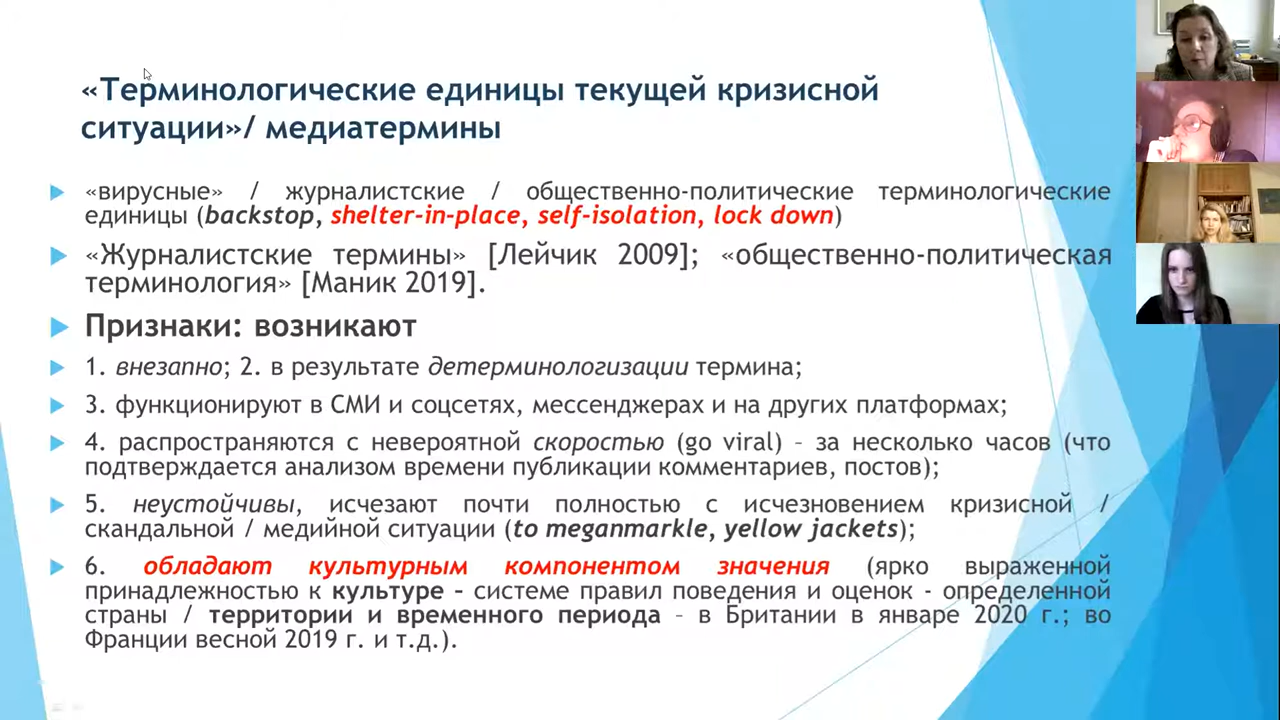 «Терминологические единицы текущей кризисной
ситуации»/ медиатермины
«вирусные» / журналистские / общественно-политические терминологические
единицы (backstop, shelter-in-place, self-isolation, lock down)
«Журналистские термины» [Лейчик 2009]; «общественно-политическая
терминология» [Маник 2019].
Признаки: возникают
1. внезапно; 2. в результате детерминологизации термина;
3. функционируют в СМИ и соцсетях, мессенджерах и на других платформах;
4. распространяются с невероятной скоростью (go viral) – за несколько часов (что
подтверждается анализом времени публикации комментариев, постов);
5. неустойчивы, исчезают почти полностью с исчезновением кризисной /
скандальной / медийной ситуации (to meganmarkle, yellow jackets);
6. обладают культурным компонентом значения (ярко выраженной
принадлежностью к культуре – системе правил поведения и оценок - определенной
страны / территории и временного периода – в Британии в январе 2020 г.; во
Франции весной 2019 г. и т.д.).